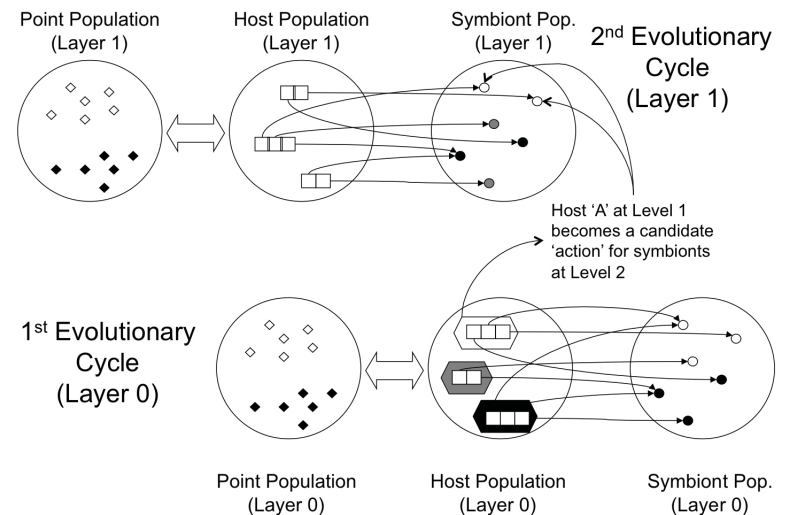 Point Population
(Layer 1)
Host Population
(Layer 1)
Symbiont Pop.
(Layer 1)
2nd Evolutionary
Cycle
(Layer 1)
Host ‘A’ at Level 1
becomes a candidate
‘action’ for symbionts
at Level 2
1st Evolutionary
Cycle
(Layer 0)
Point Population
(Layer 0)
Host Population
(Layer 0)
Symbiont Pop.
(Layer 0)